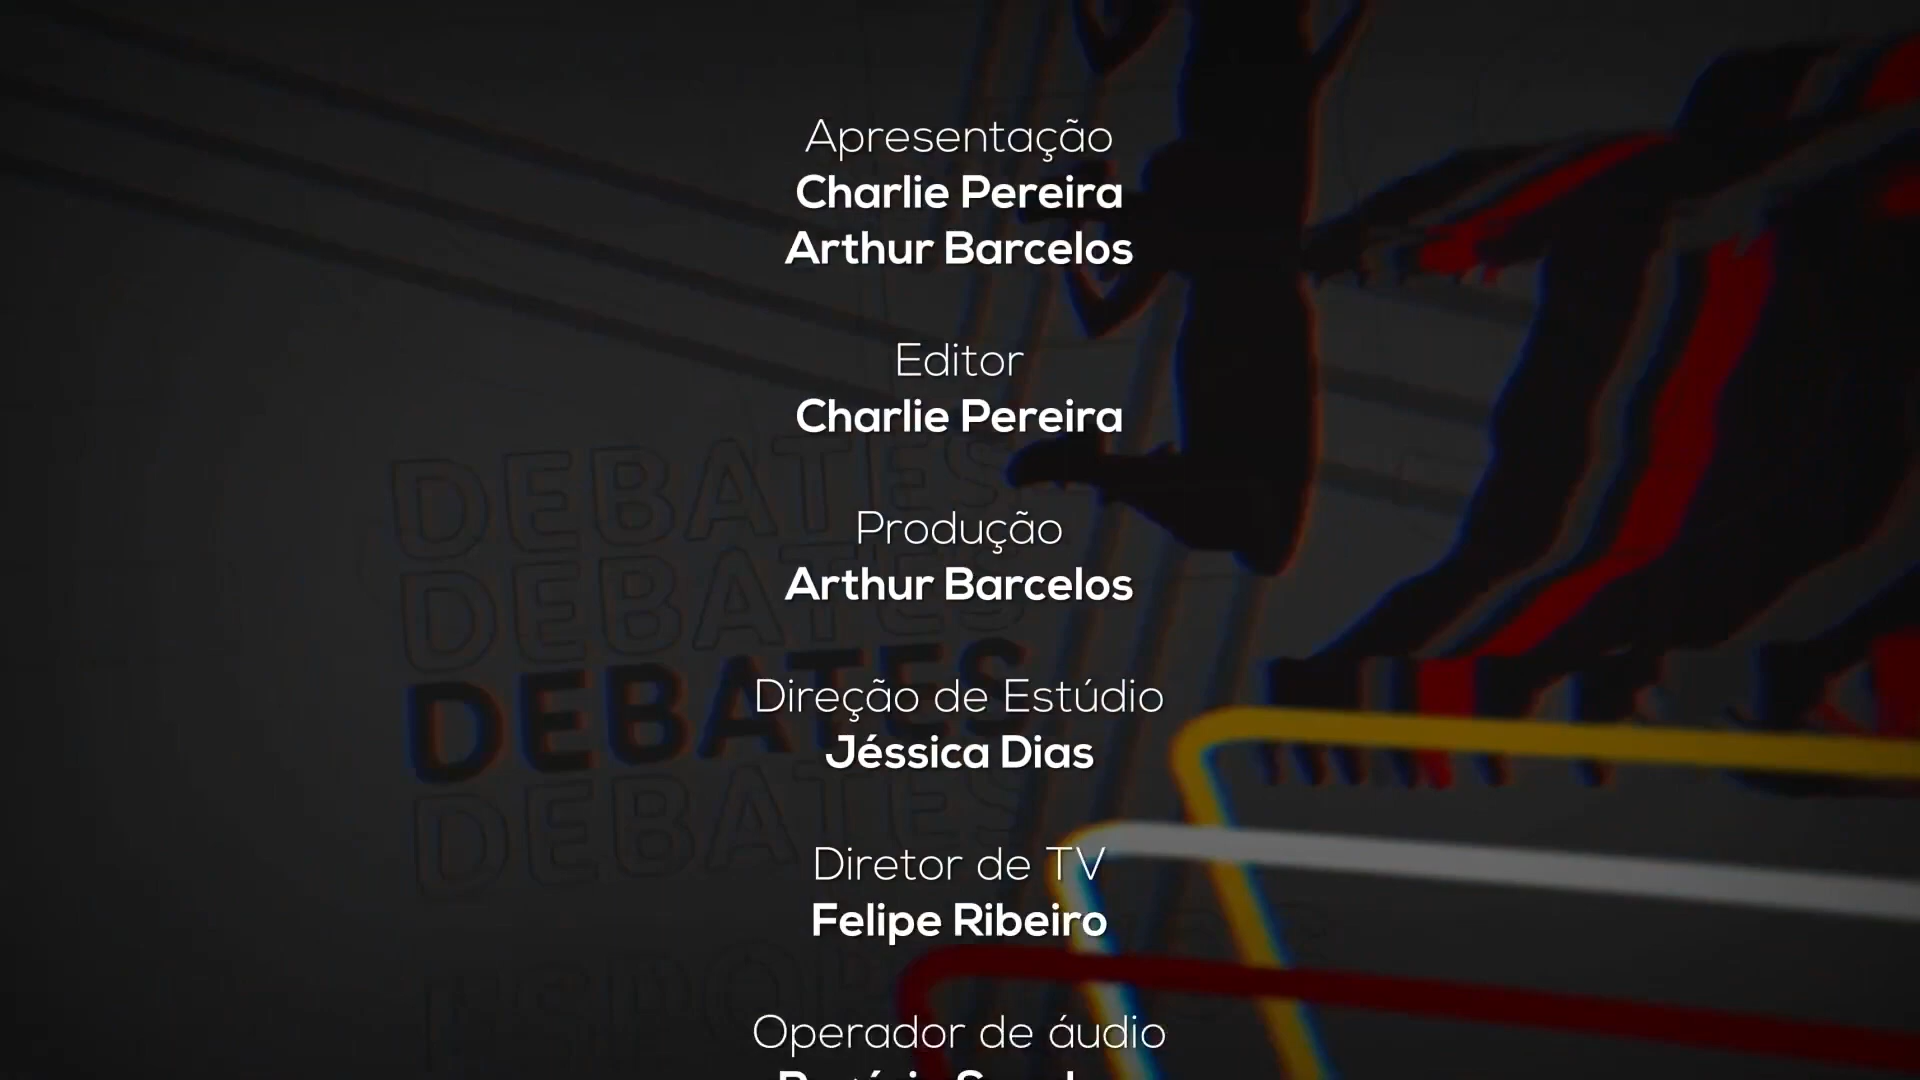 Apresentação
Charlie Pereira
Arthur Barcelos
Editor
Charlie Pereira
Produção
Arthur Barcelos
Direção de Estúdio
Jéssica Dias
Diretor de TV
Felipe Ribeiro
Operador de áudio
DEBATES
DEBATES
DEBATES
DEBATES